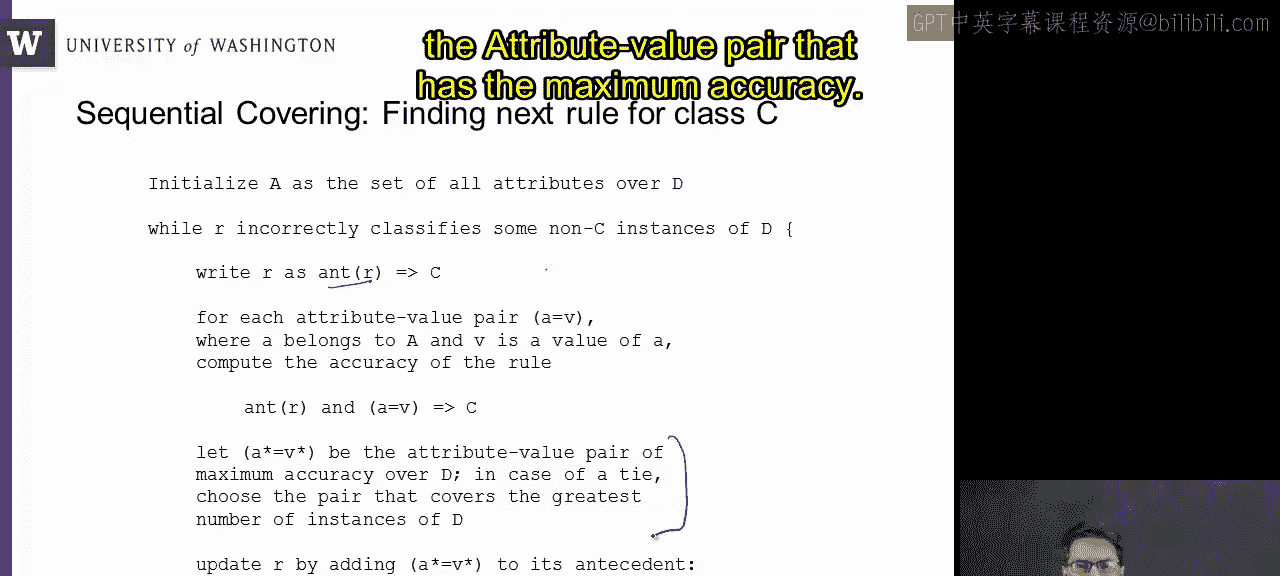 GPT中英字幕课程资源@bilibili.com
W UNIVERSITY of WASHINGTON
the Attribute-value pair that
has the maximum accuracy.
Sequential Covering: Finding next rule for class C
Initialize A as the set of all attributes over D
while r incorrectly classifies some non-C instances of D {
write r as ant(r) => C
for each attribute-value pair (a=v),
where a belongs to A and v is a value of a,
compute the accuracy of the rule
ant(r) and (a=v) => C
let (a*=v*) be the attribute-value pair of
maximum accuracy over D; in case of a tie,
choose the pair that covers the greatest
number of instances of D
update r by adding (a*=v*) to its antecedent: